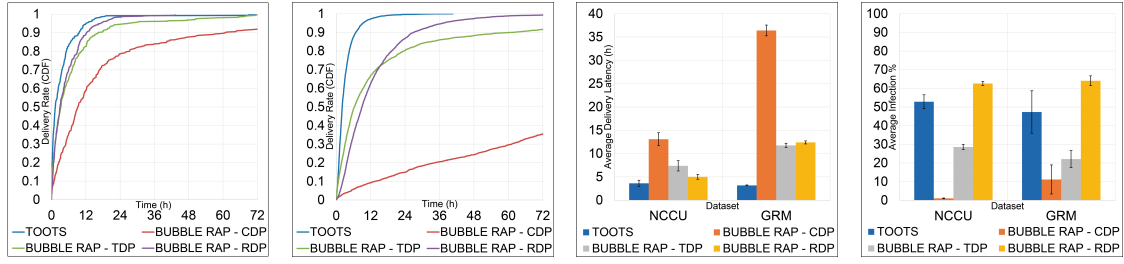 1
0.9
0.8
0.7
0.6
0.5
0.4
0.3
0.2
0.1
0
Delivery Rate (CDF)
Time (h)
0 12 24 36 48 60 72
TOOTS BUBBLE RAP - CDP
BUBBLE RAP - TDP BUBBLE RAP - RDP
1
0.9
0.8
0.7
0.6
0.5
0.4
0.3
0.2
0.1
0
Delivery Rate (CDF)
Time (h)
0 12 24 36 48 60 72
TOOTS BUBBLE RAP - CDP
BUBBLE RAP - TDP BUBBLE RAP - RDP
40
35
30
25
20
15
10
5
0
Average Delivery Latency (h)
Dataset
NCCU GRM
TOOTS BUBBLE RAP - CDP
BUBBLE RAP - TDP BUBBLE RAP - RDP
100
90
80
70
60
50
40
30
20
10
0
Average Infection %
Dataset
NCCU GRM
TOOTS BUBBLE RAP - CDP
BUBBLE RAP - TDP BUBBLE RAP - RDP